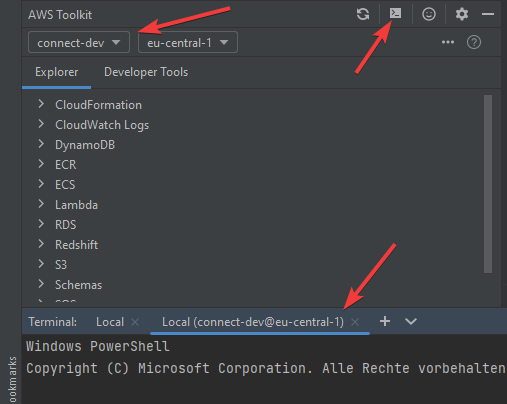 AWS Toolkit
connect-dev eu-central-1
Explorer Developer Tools
CloudFormation
CloudWatch Logs
DynamoDB
ECR
ECS
Lambda
RDS
Redshift
S3
Schemas
Terminal: Local Local (connect-dev@eu-central-1)
Windows PowerShell
Copyright (C) Microsoft Corporation. Alle Rechte vorbehalten
ookmarks